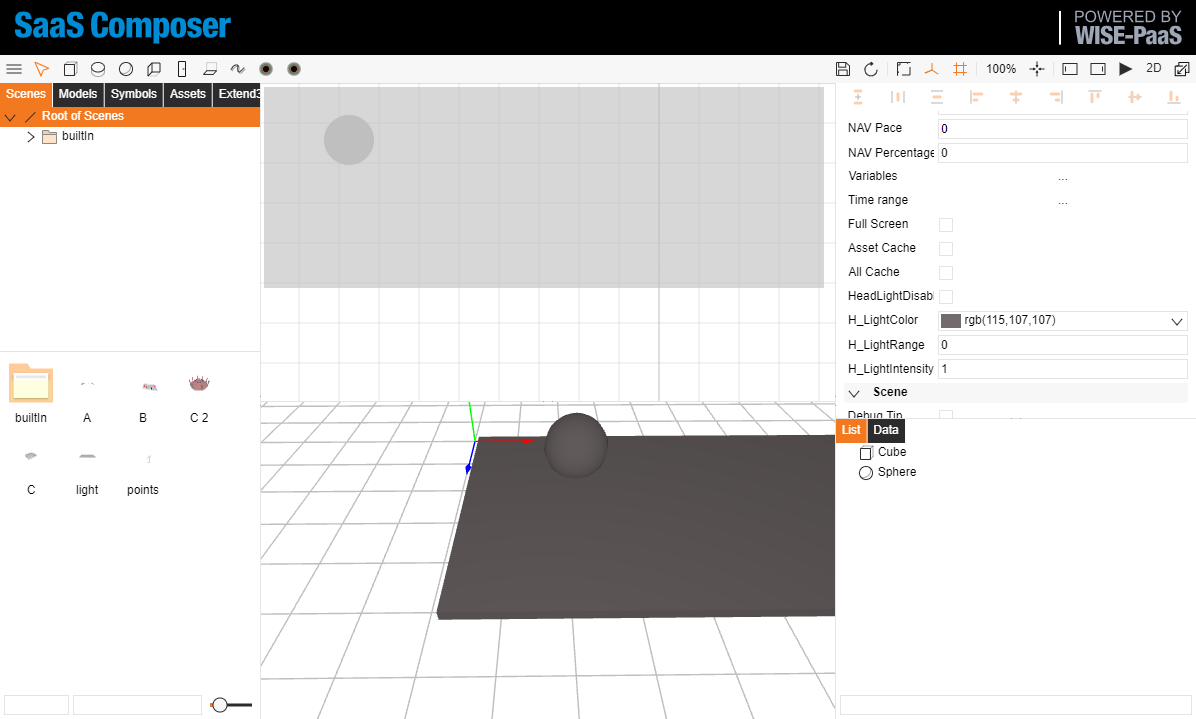 SaaS Composer
POWERED BY
WISE-PaaS
100%
2D
Scenes
Models
Symbols
Assets
Root of Scenes
builtIn
builtIn
A
B
C 2
C
light
points
NAV Pace
0
NAV Percentage
0
Variables
...
Time range
...
Full Screen
Asset Cache
All Cache
HeadLightDisabl
H_LightColor
rgb(115,107,107)
H_LightRange
0
H_LightIntensity
1
Scene
Debug Tip
List
Data
Cube
Sphere